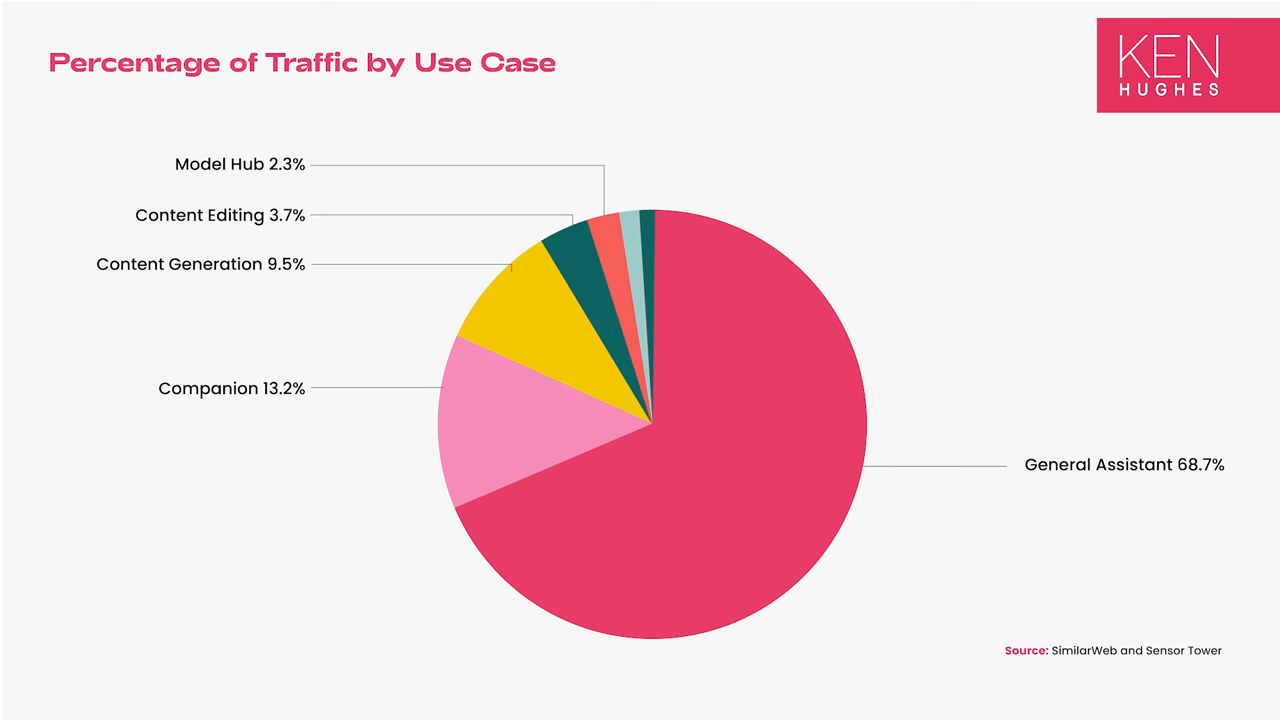 Percentage of Traffic by Use Case
KEN
HUGHES
Model Hub 2.3%
Content Editing 3.7%
Content Generation 9.5%
Companion 13.2%
General Assistant 68.7%
Source: SimilarWeb and Sensor Tower